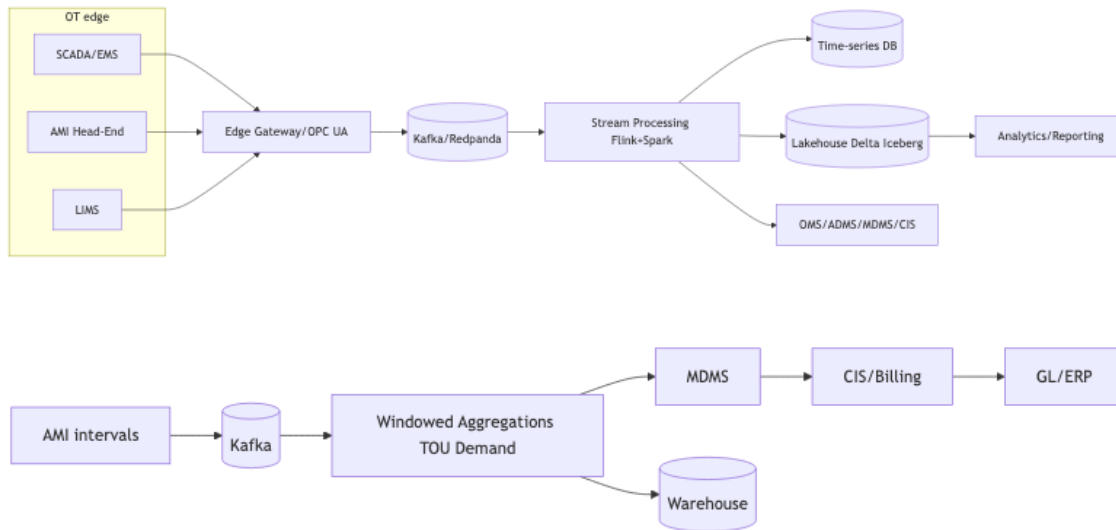 OT edge
SCADA/EMS
AMI Head-End
LIMS
Edge Gateway/OPC UA
Kafka/Redpanda
Stream Processing
Flink+Spark
Time-series DB
Lakehouse Delta Iceberg
Analytics/Reporting
OMS/ADMS/MDMS/CIS
AMI intervals
Kafka
Windowed Aggregations
TOU Demand
MDMS
CIS/Billing
GL/ERP
Warehouse